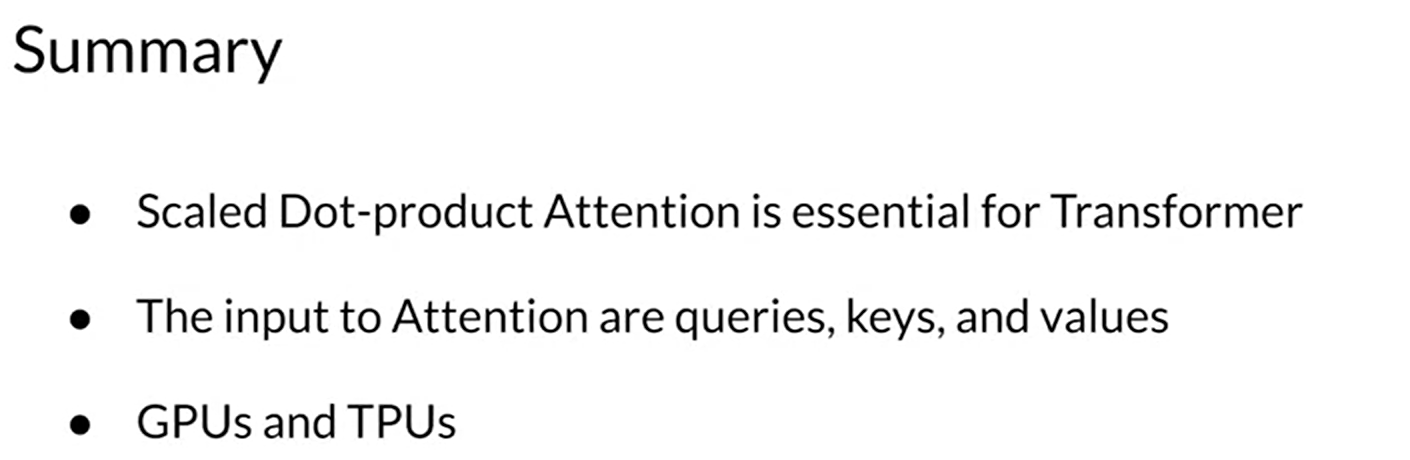 Summary
● Scaled Dot-product Attention is essential for Transformer
● The input to Attention are queries, keys, and values
● GPUs and TPUs